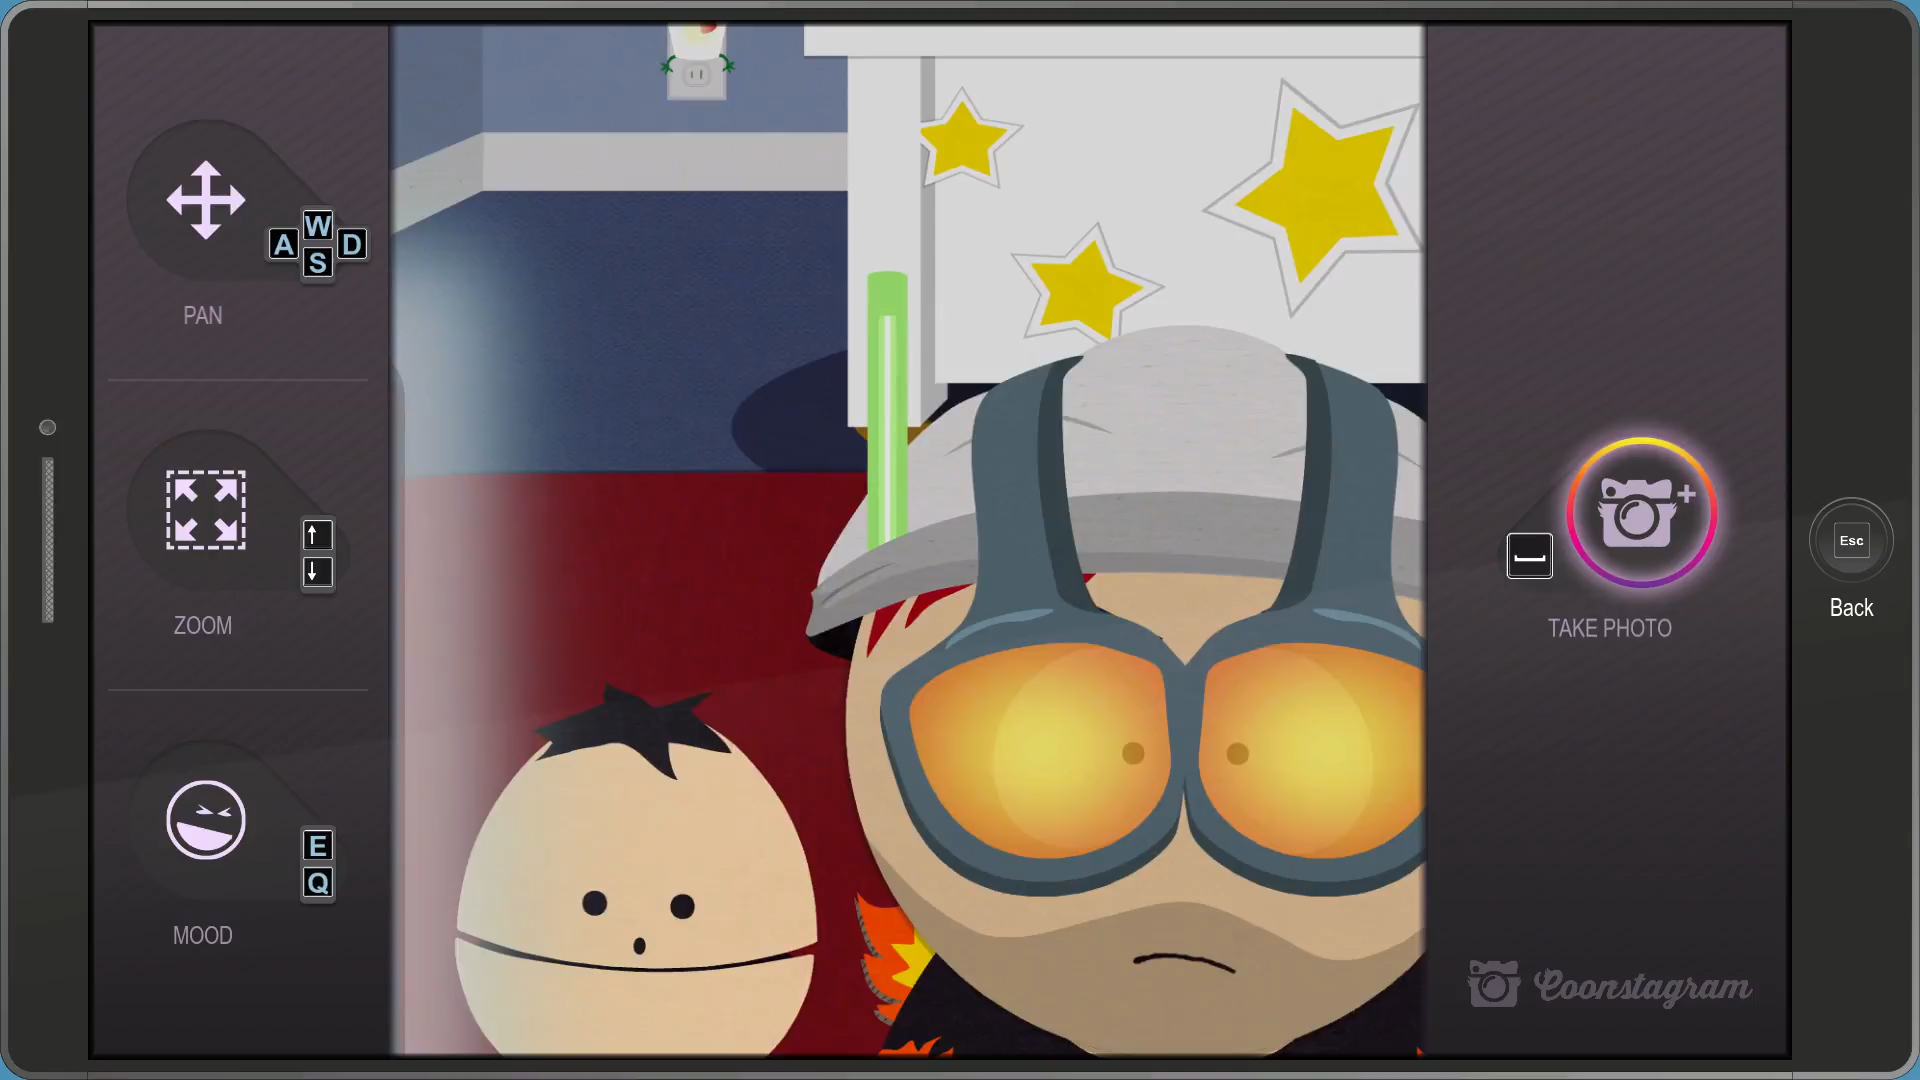 W
A S D
PAN
ZOOM
E
Q
MOOD
TAKE PHOTO
Esc
Back
Coonstagram